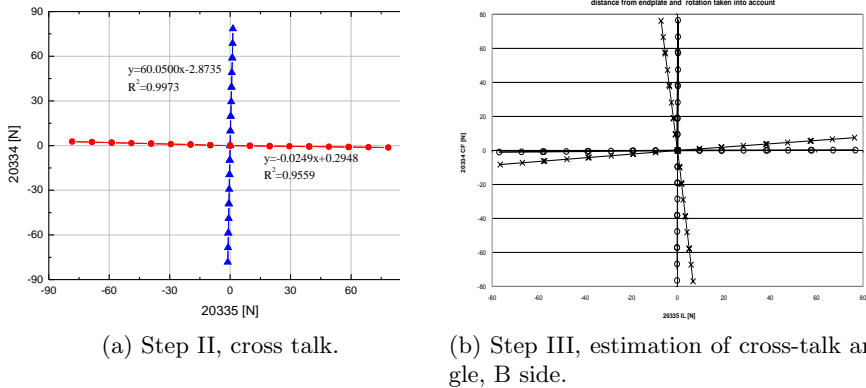 distance from endplate and rotation taken into account
90
60
30
0
-30
-60
-90
20334 [N]
y=60.0500x-2.8735
R²=0.9973
y=-0.0249x+0.2948
R²=0.9559
-90 -60 -30 0 30 60
20335 [N]
80
60
40
20
0
-20
-40
-60
-80
20334 CF [N]
-80 -60 -40 -20 0 20 40 60 80
20335 IL [N]
(a) Step II, cross talk.
(b) Step III, estimation of cross-talk an
gle, B side.